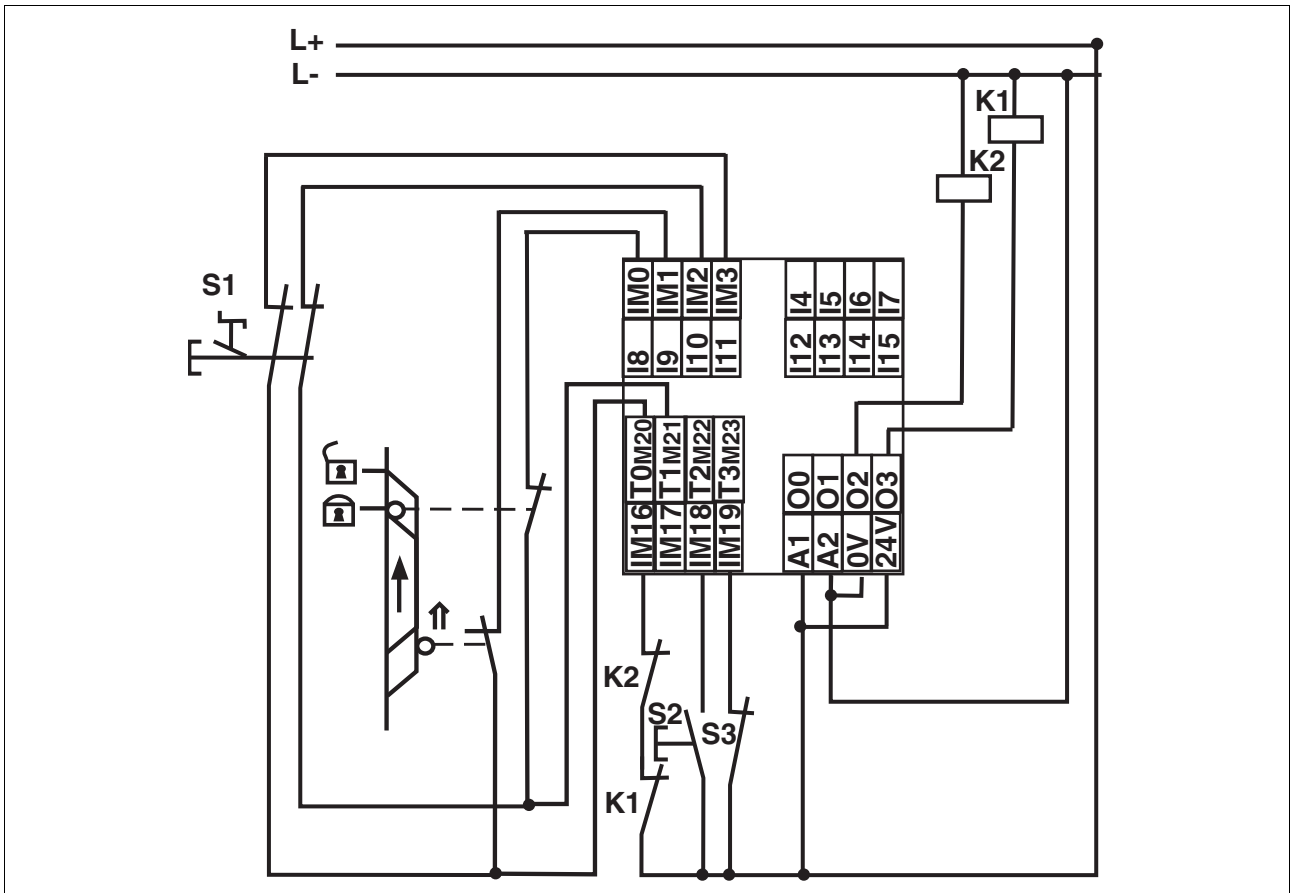 L+
L-
K1
K2
S1
IM0 IM1 IM2 IM3
I4 I5 I6 I7
I8 I9 I10 I11
I12 I13 I14 I15
T0M20 T1M21 T2M22 T3M23
IM16 IM17 IM18 IM19
O0 O1 O2 O3
A1 A2 0V 24V
K2
S2
S3
K1